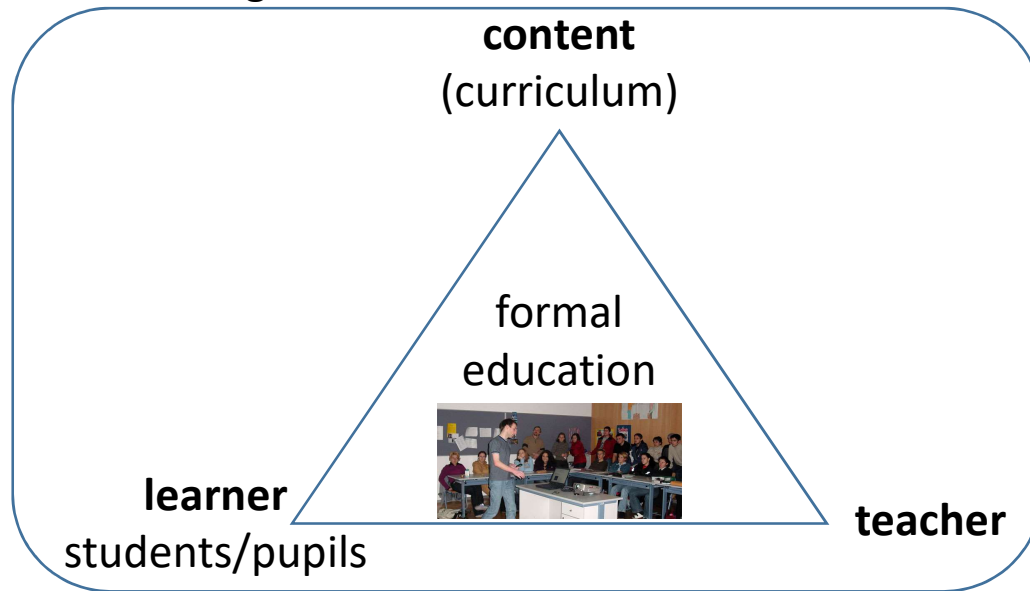 content
(curriculum)
formal
education
learner
students/pupils
teacher